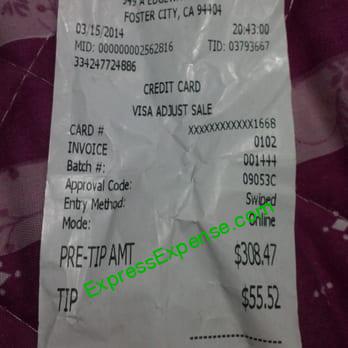 FOSTER CITY, CA 94404
03/15/2014 20:43:00
MID: 000000002562816 TID: 03793667
334247724886
CREDIT CARD
VISA ADJUST SALE
CARD # XXXXXXXXXXXX1668
INVOICE 0102
Batch #: 001444
Approval Code: 09053C
Entry Method: Swiped
Mode: Online
PRE-TIP AMT $308.47
TIP $55.52
ExpressExpense.com